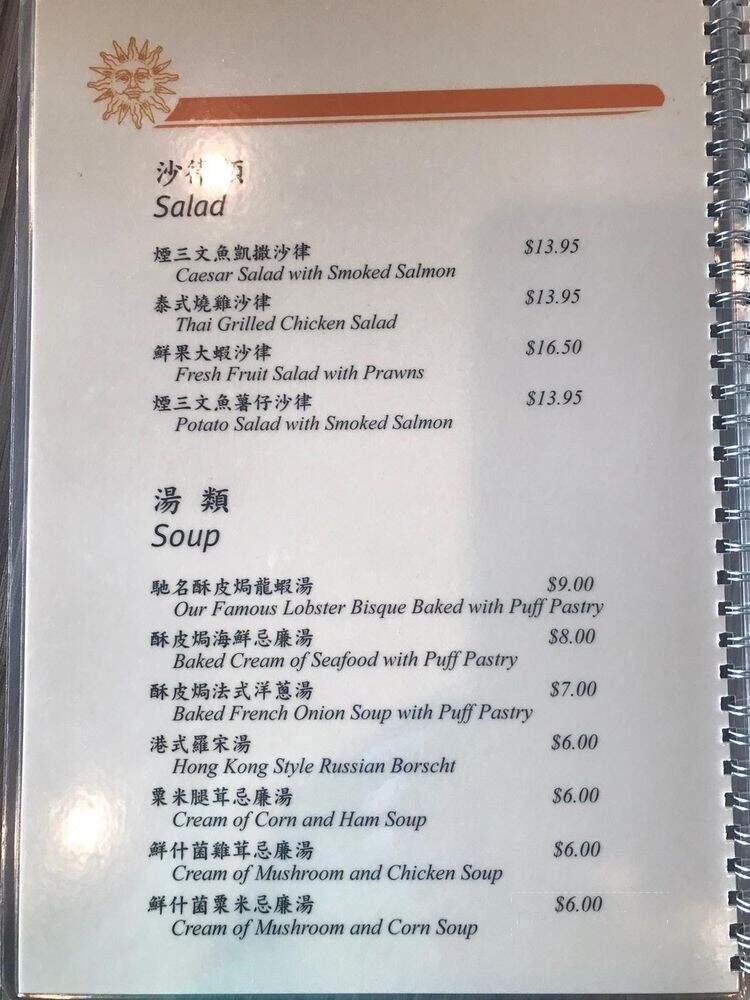 沙律類
Salad
煙三文魚凱撒沙律 $13.95
Caesar Salad with Smoked Salmon
泰式燒雞沙律 $13.95
Thai Grilled Chicken Salad
鮮果大蝦沙律 $16.50
Fresh Fruit Salad with Prawns
煙三文魚薯仔沙律 $13.95
Potato Salad with Smoked Salmon
湯類
Soup
馳名酥皮焗龍蝦湯 $9.00
Our Famous Lobster Bisque Baked with Puff Pastry
酥皮焗海鮮忌廉湯 $8.00
Baked Cream of Seafood with Puff Pastry
酥皮焗法式洋蔥湯 $7.00
Baked French Onion Soup with Puff Pastry
港式羅宋湯 $6.00
Hong Kong Style Russian Borscht
粟米腿茸忌廉湯 $6.00
Cream of Corn and Ham Soup
鮮什菌雞茸忌廉湯 $6.00
Cream of Mushroom and Chicken Soup
鮮什菌粟米忌廉湯 $6.00
Cream of Mushroom and Corn Soup